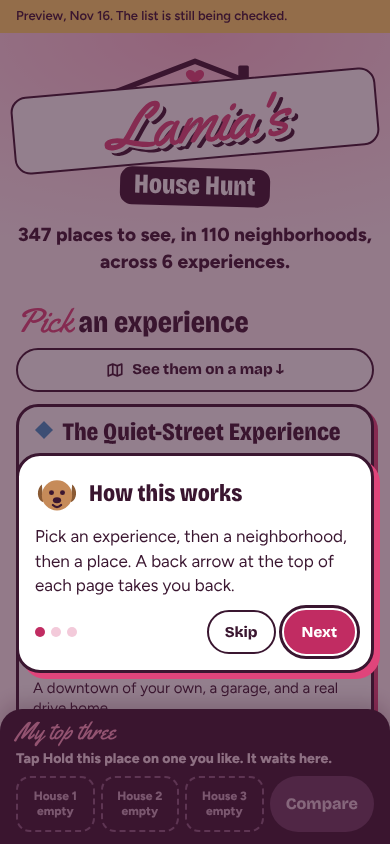 Preview, Nov 16. The list is still being checked.
Lamia's
House Hunt
347 places to see, in 110 neighborhoods,
across 6 experiences.
Pick an experience
See them on a map ↓
The Quiet-Street Experience
How this works
Pick an experience, then a neighborhood,
then a place. A back arrow at the top of
each page takes you back.
Skip
Next
A downtown of your own, a garage, and a real
drive home.
My top three
Tap Hold this place on one you like. It waits here.
House 1
empty
House 2
empty
House 3
empty
Compare